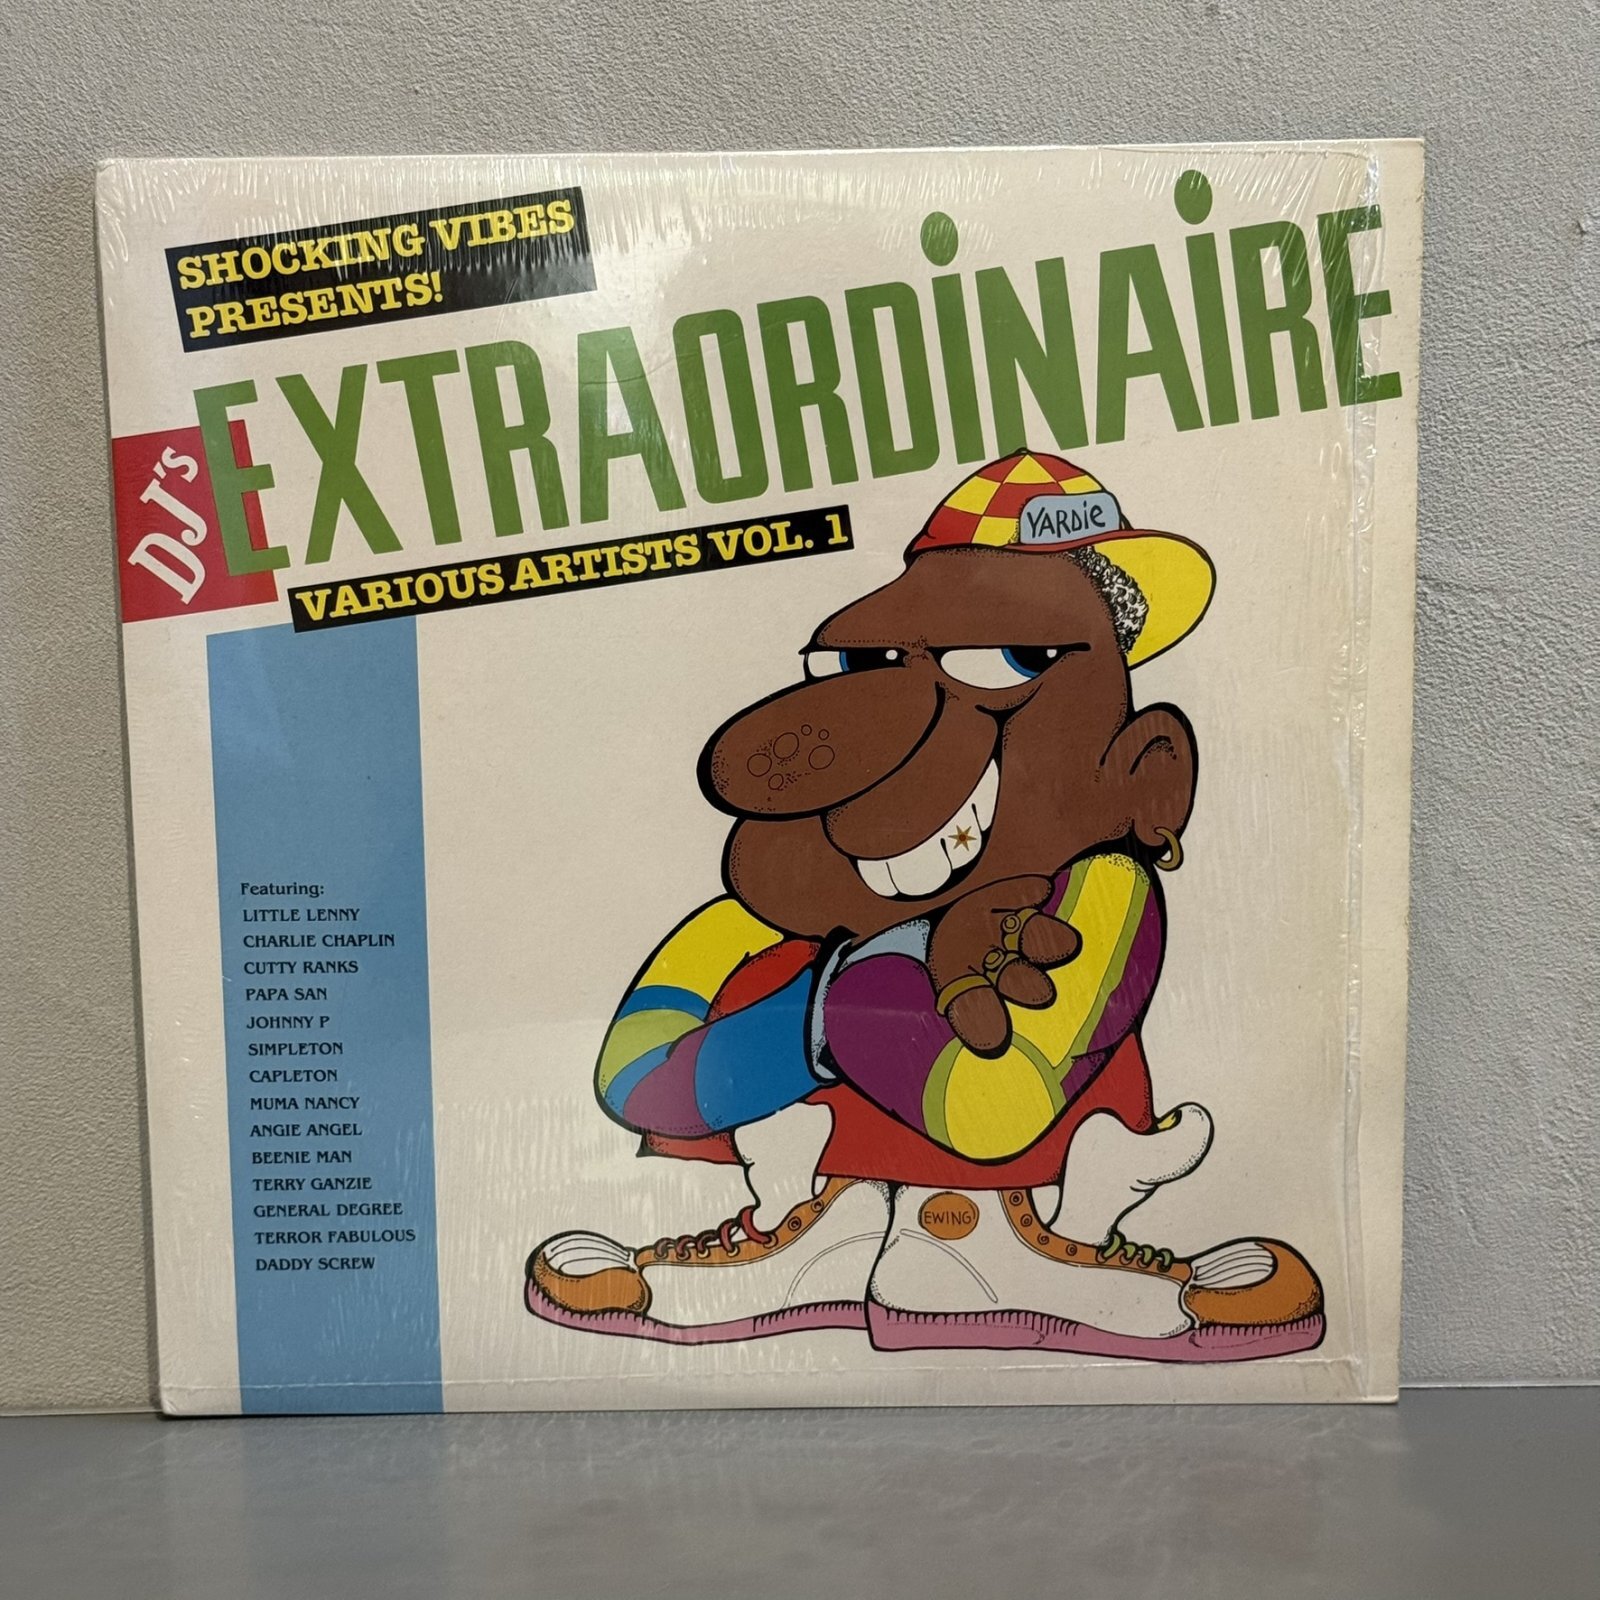 SHOCKING VIBES
PRESENTS!
DJ's
EXTRAORDiNAiRE
VARIOUS ARTISTS VOL. 1
YARDie
Featuring:
LITTLE LENNY
CHARLIE CHAPLIN
CUTTY RANKS
PAPA SAN
JOHNNY P
SIMPLETON
CAPLETON
MUMA NANCY
ANGIE ANGEL
BEENIE MAN
TERRY GANZIE
GENERAL DEGREE
TERROR FABULOUS
DADDY SCREW
EWING